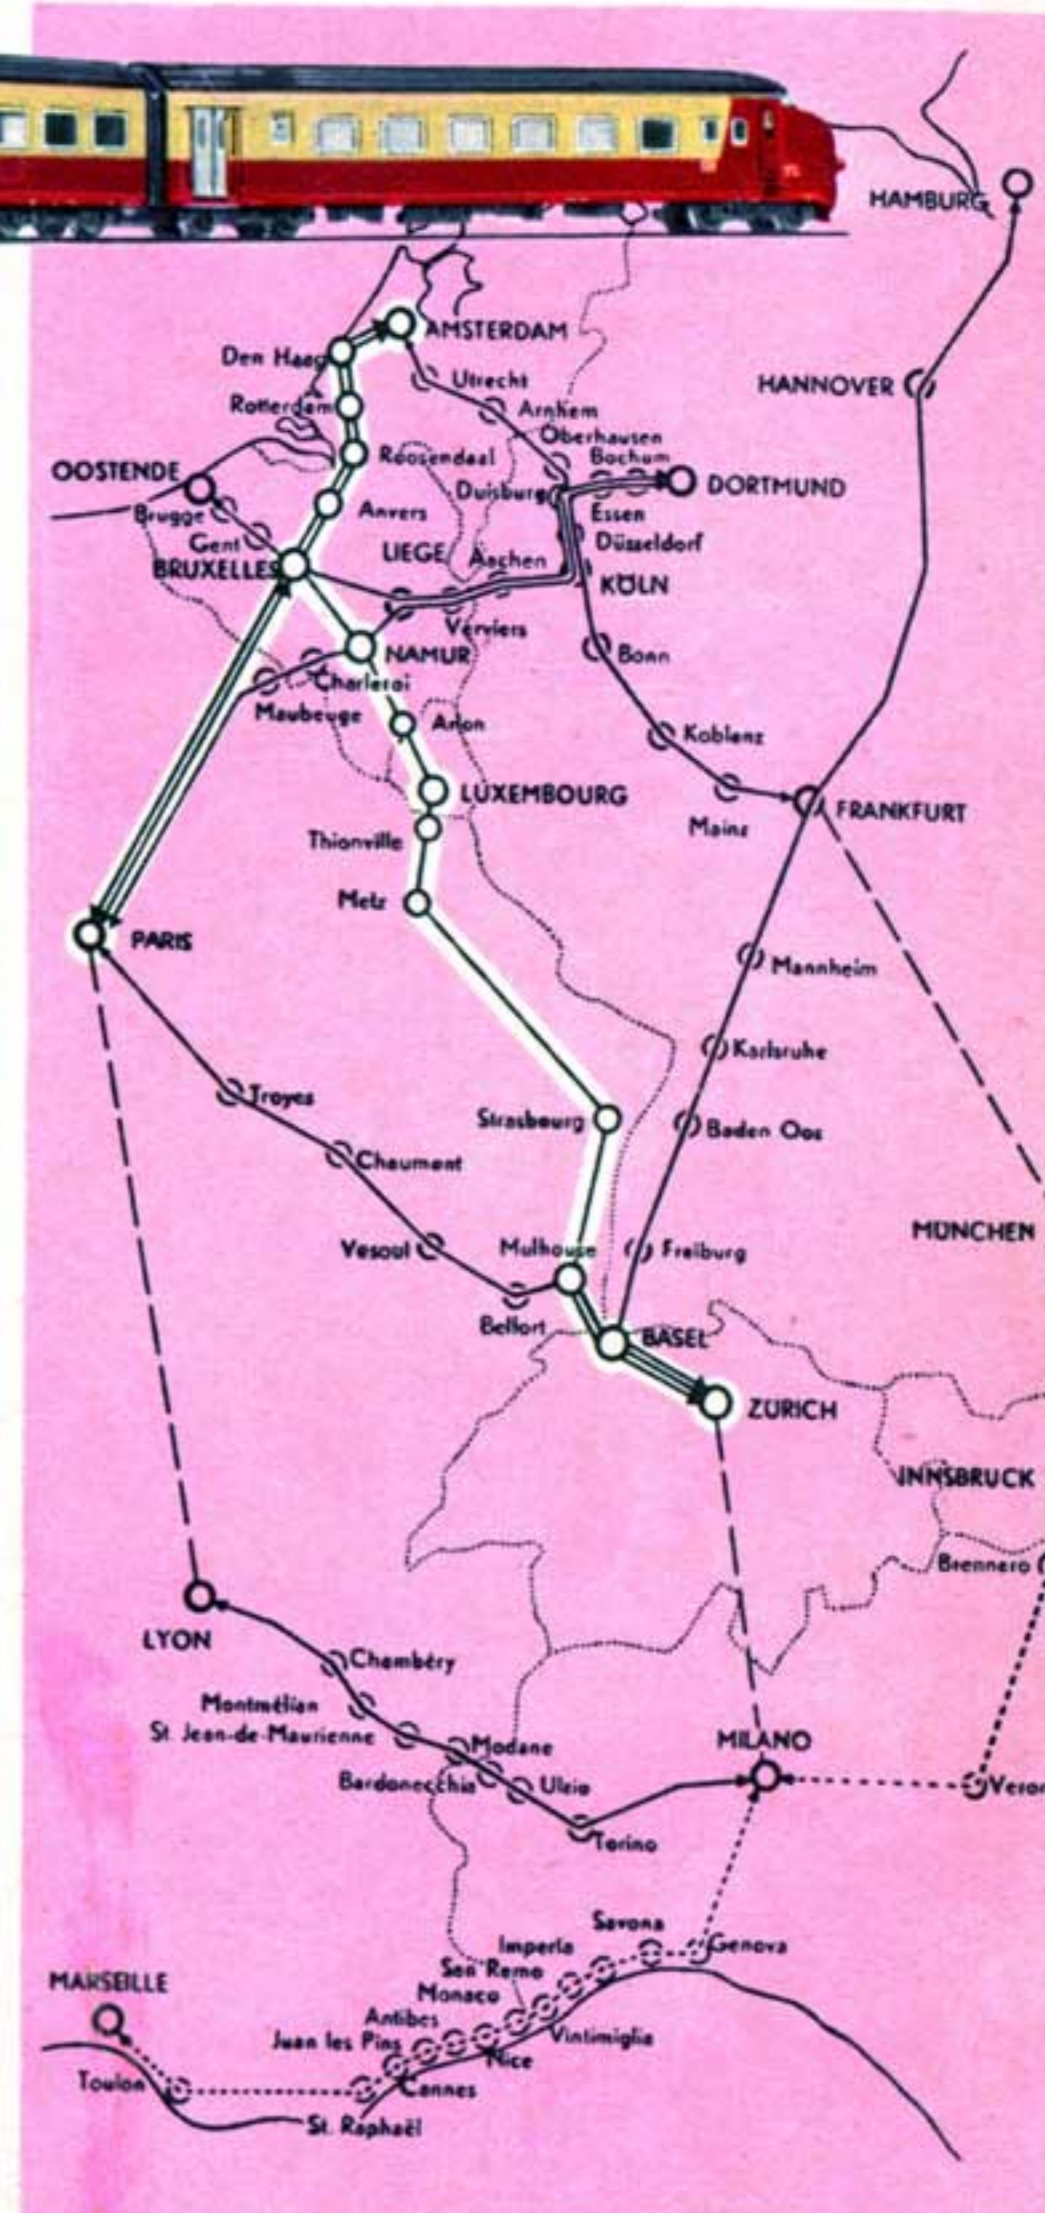 HAMBURG
AMSTERDAM
Den Haag
Utrecht
HANNOVER
Rotterdam
Arnhem
Oberhausen
Roosendaal
Bochum
OOSTENDE
Duisburg
DORTMUND
Brugge
Anvers
Essen
Gent
LIEGE
Aachen
Düsseldorf
BRUXELLES
KÖLN
Verviers
NAMUR
Bonn
Charleroi
Maubeuge
Arlon
Koblenz
LUXEMBOURG
FRANKFURT
Mainz
Thionville
Metz
PARIS
Mannheim
Karlsruhe
Troyes
Strasbourg
Baden Oos
Chaumont
MÜNCHEN
Vesoul
Mulhouse
Freiburg
Belfort
BASEL
ZÜRICH
INNSBRUCK
Brennero
LYON
Chambéry
Montmélian
St. Jean-de-Maurienne
Modane
MILANO
Bardonecchia
Ulzio
Veron
Torino
Savona
Imperia
Genova
San Remo
MARSEILLE
Monaco
Antibes
Vintimiglia
Juan les Pins
Nice
Toulon
Cannes
St. Raphaël